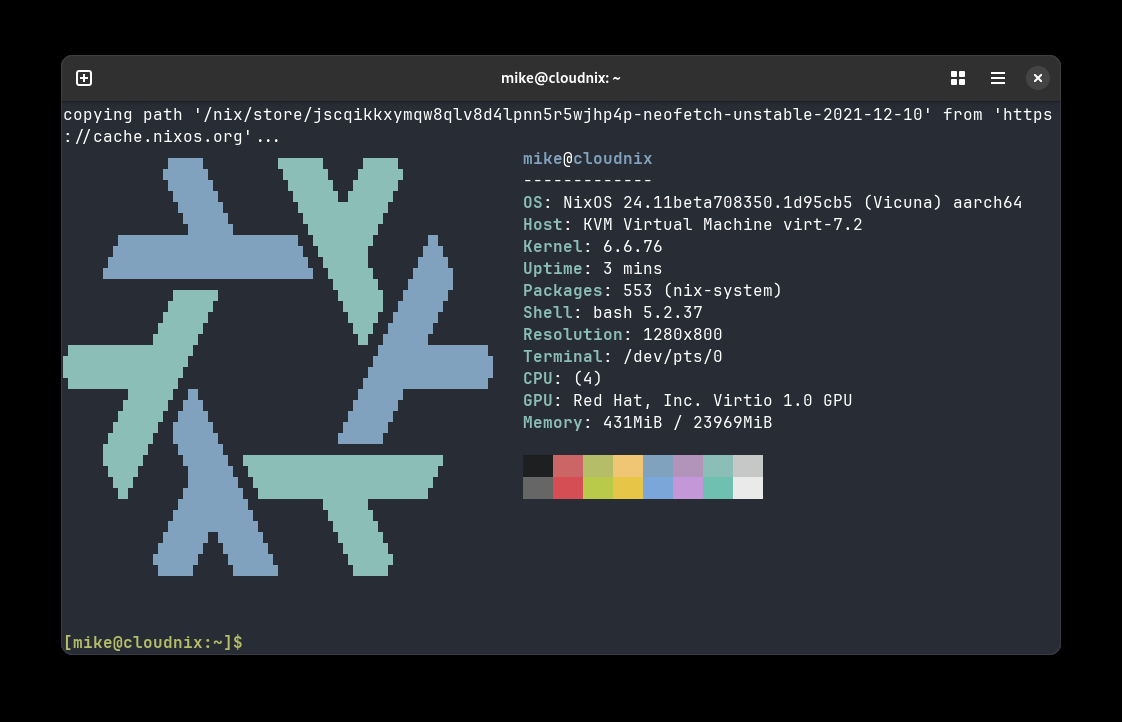 mike@cloudnix: ~
copying path '/nix/store/jscqikkxymqw8qlv8d4lpnn5r5wjhp4p-neofetch-unstable-2021-12-10' from 'https
://cache.nixos.org'...
mike@cloudnix
-------------
OS: NixOS 24.11beta708350.1d95cb5 (Vicuna) aarch64
Host: KVM Virtual Machine virt-7.2
Kernel: 6.6.76
Uptime: 3 mins
Packages: 553 (nix-system)
Shell: bash 5.2.37
Resolution: 1280x800
Terminal: /dev/pts/0
CPU: (4)
GPU: Red Hat, Inc. Virtio 1.0 GPU
Memory: 431MiB / 23969MiB
[mike@cloudnix:~]$